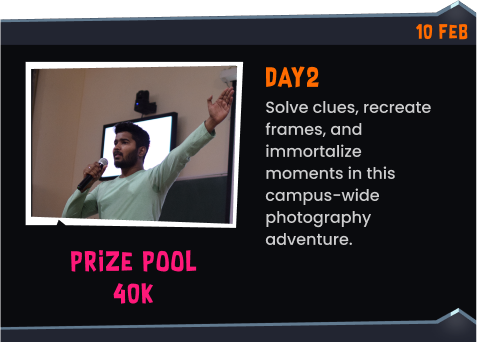 10 FEB
DAY2
Solve clues, recreate
frames, and
immortalize
moments in this
campus-wide
photography
adventure.
PRiZE POOL
40K